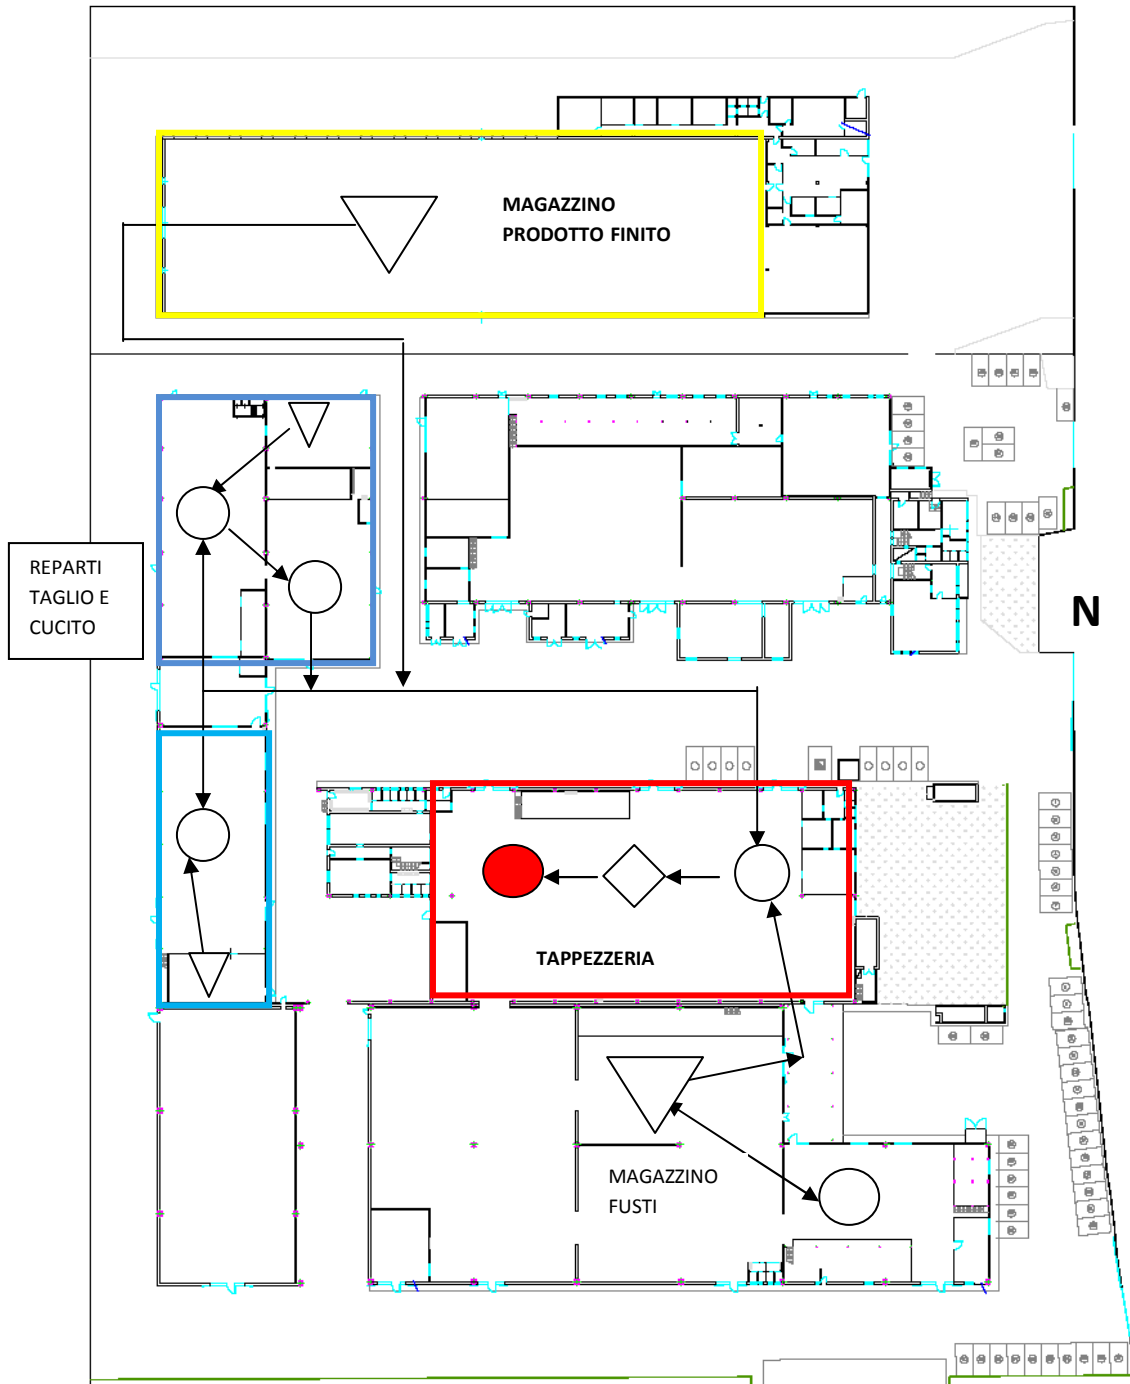 MAGAZZINO
PRODOTTO FINITO
REPARTI
TAGLIO E
CUCITO
N
TAPPEZZERIA
MAGAZZINO
FUSTI